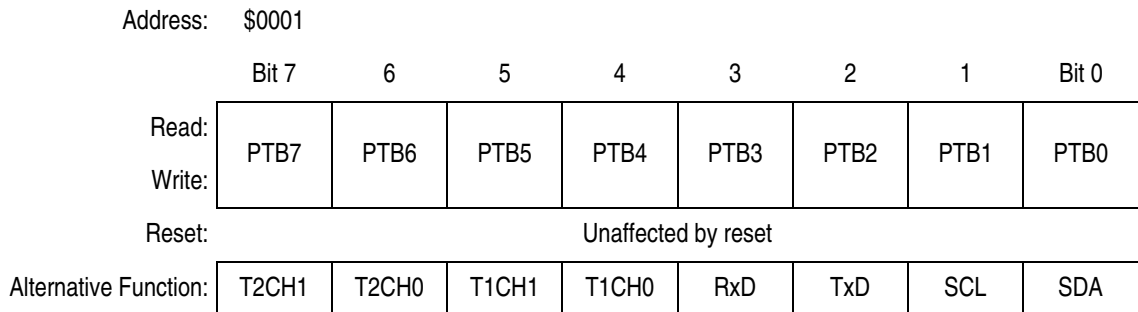 Address: $0001
Bit 7 6 5 4 3 2 1 Bit 0
Read:
PTB7 PTB6 PTB5 PTB4 PTB3 PTB2 PTB1 PTB0
Write:
Reset: Unaffected by reset
Alternative Function: T2CH1 T2CH0 T1CH1 T1CH0 RxD TxD SCL SDA